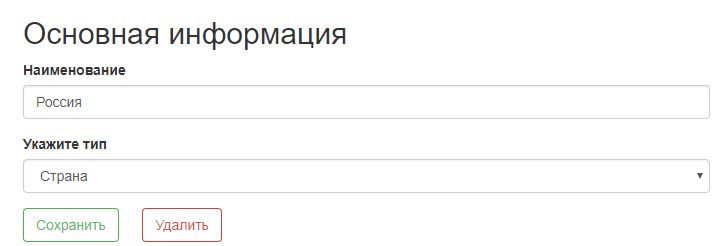 Основная информация
Наименование
Россия
Укажите тип
Страна
Сохранить Удалить